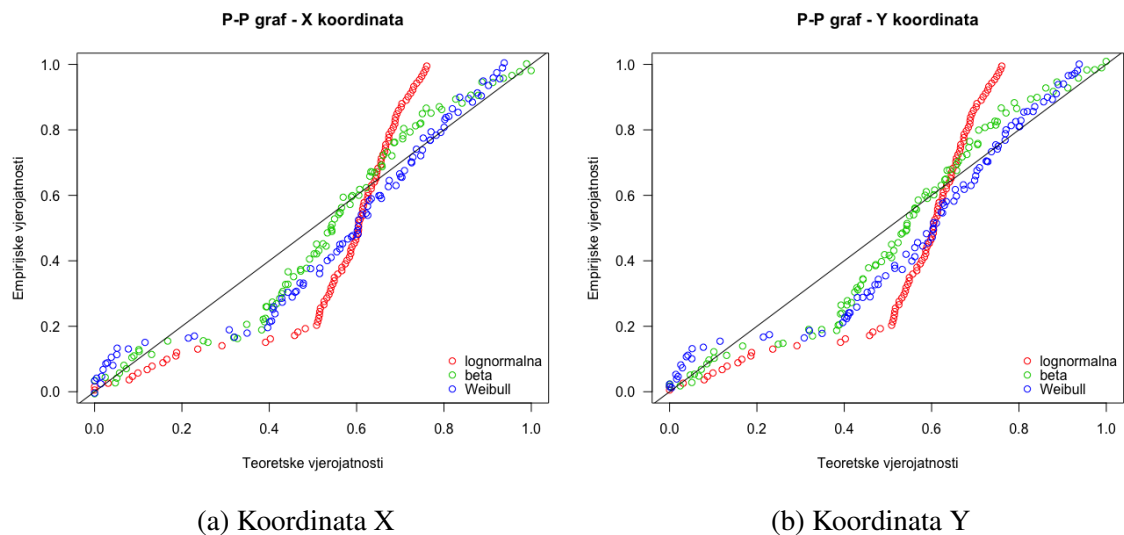 P-P graf - X koordinata
Empirijske vjerojatnosti
1.0
0.8
0.6
0.4
0.2
0.0
lognormalna
beta
Weibull
0.0 0.2 0.4 0.6 0.8 1.0
Teoretske vjerojatnosti
(a) Koordinata X
P-P graf - Y koordinata
Empirijske vjerojatnosti
1.0
0.8
0.6
0.4
0.2
0.0
lognormalna
beta
Weibull
0.0 0.2 0.4 0.6 0.8 1.0
Teoretske vjerojatnosti
(b) Koordinata Y